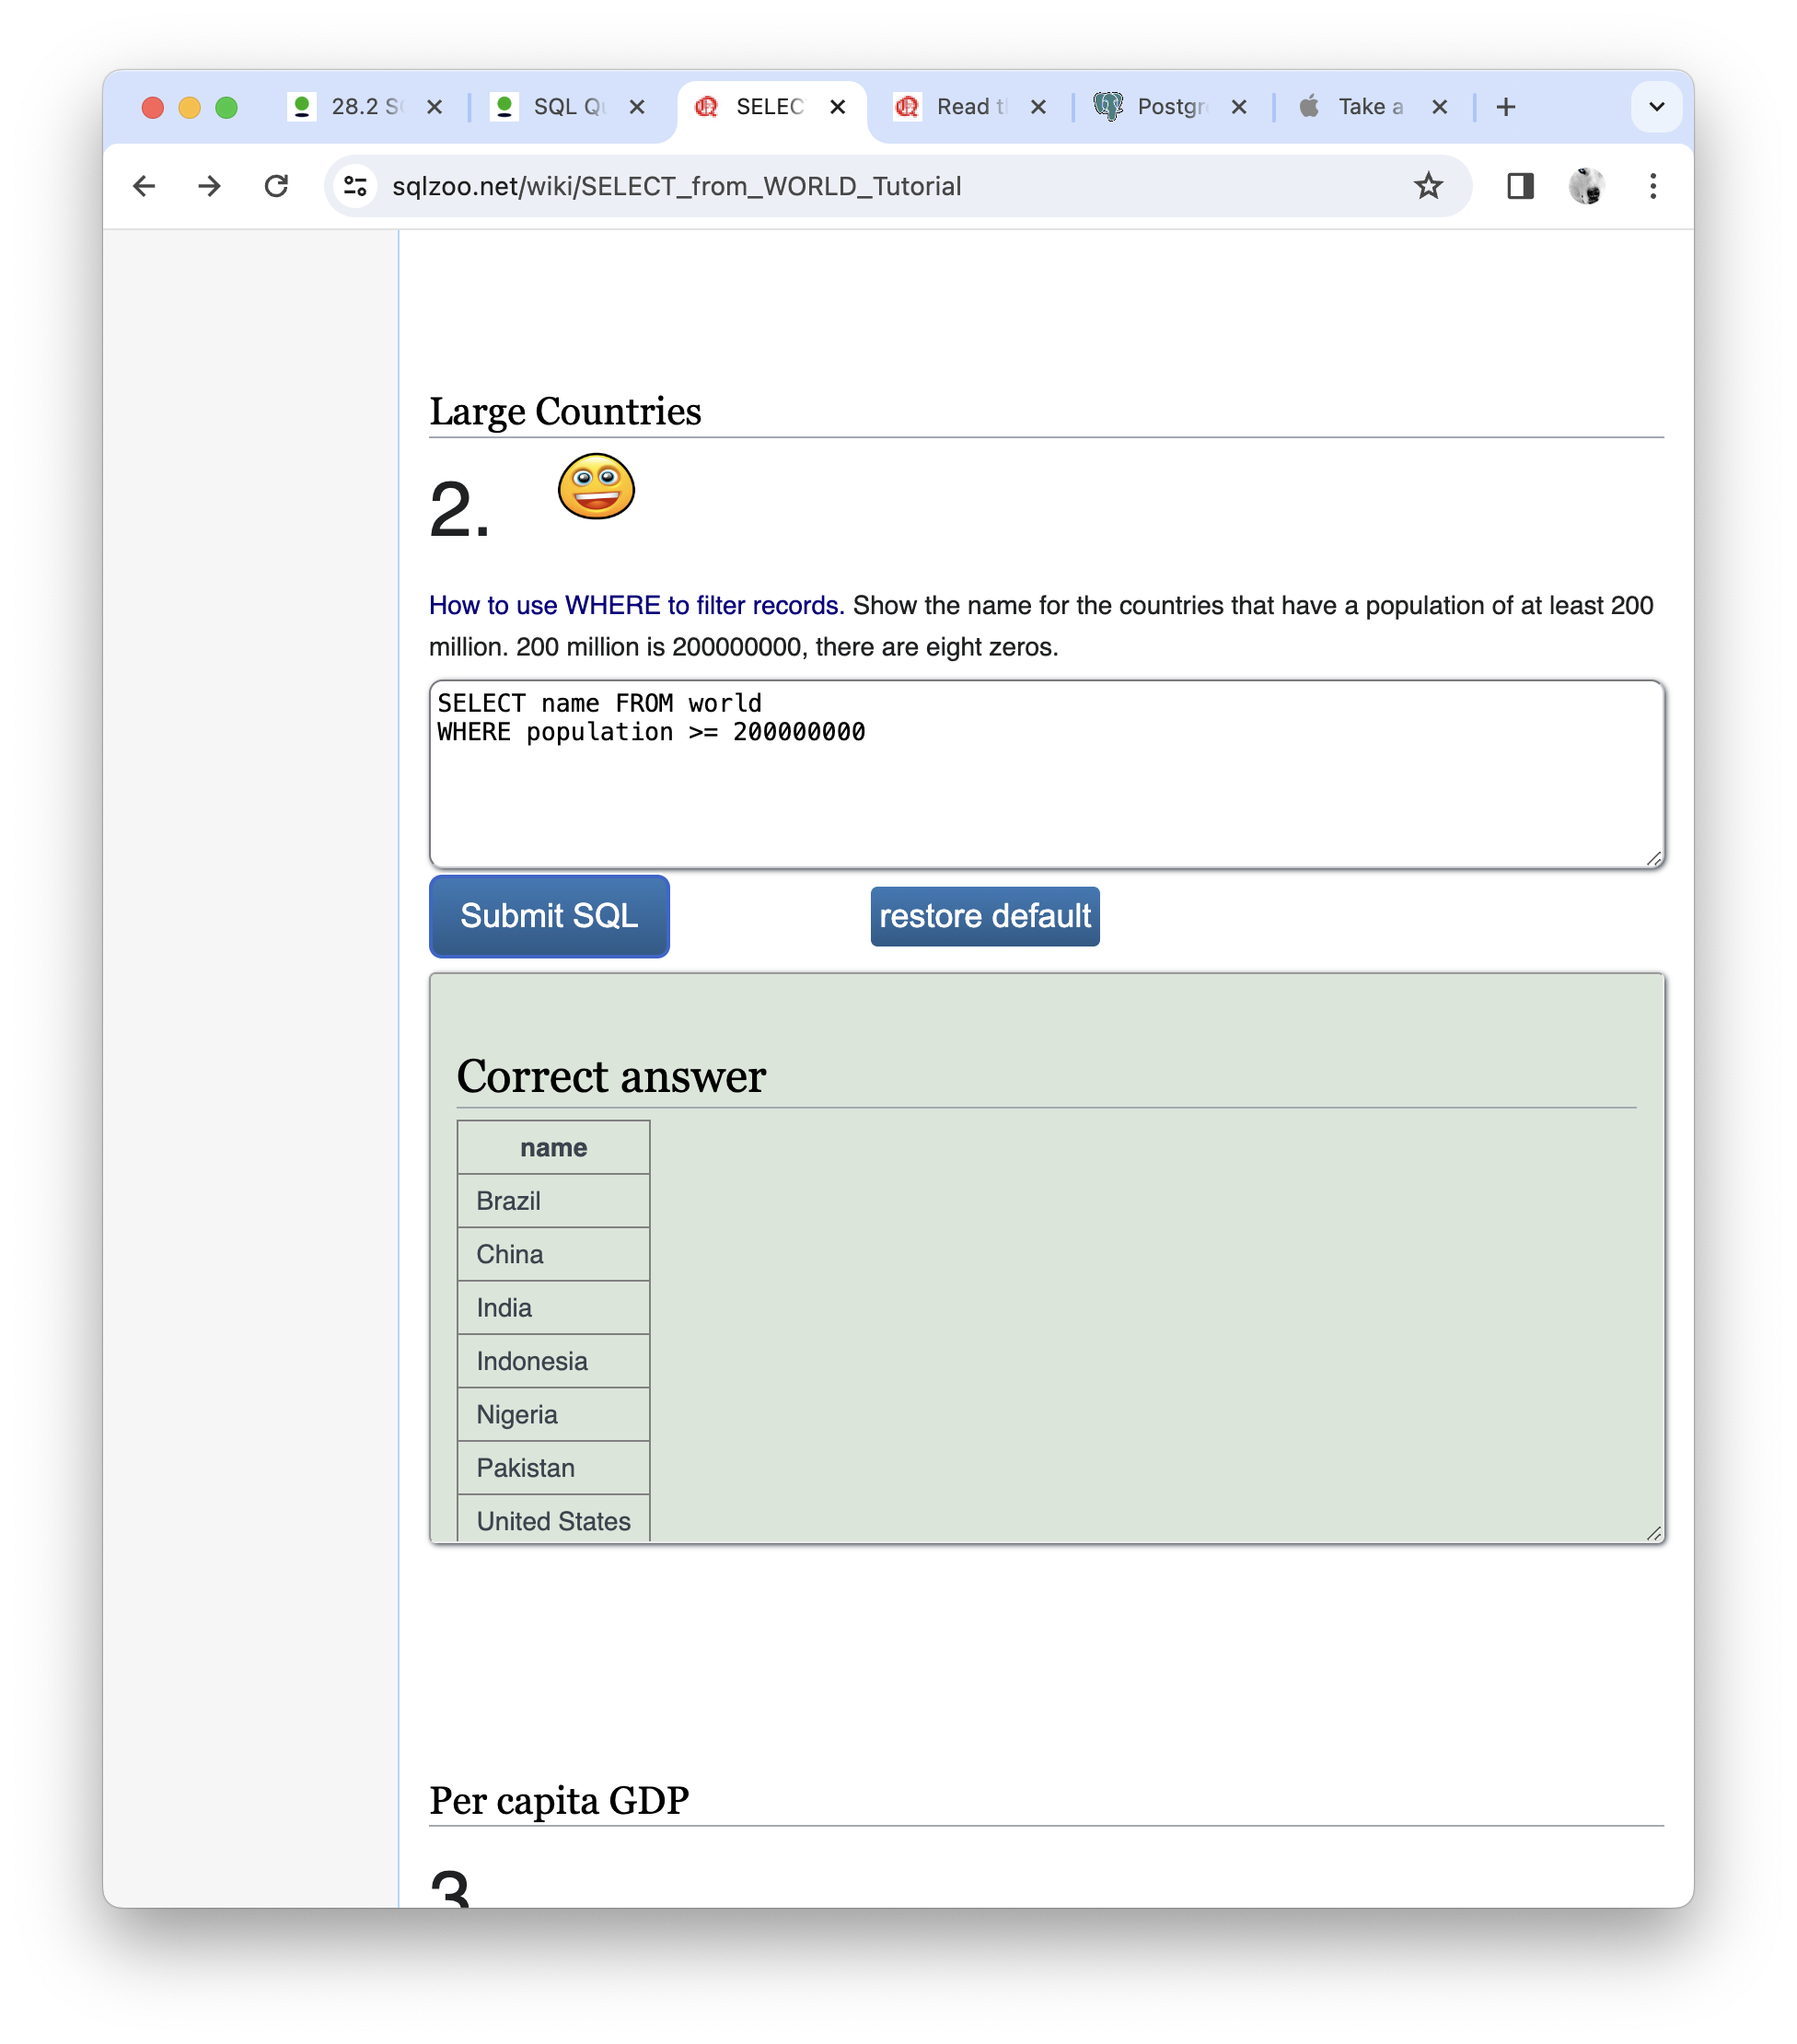 28.2 S
SQL Qu
SELEC
Read t
Postgr
Take a
sqlzoo.net/wiki/SELECT_from_WORLD_Tutorial
Large Countries
2.
How to use WHERE to filter records. Show the name for the countries that have a population of at least 200
million. 200 million is 200000000, there are eight zeros.
SELECT name FROM world
WHERE population >= 200000000
Submit SQL
restore default
Correct answer
name
Brazil
China
India
Indonesia
Nigeria
Pakistan
United States
Per capita GDP
3